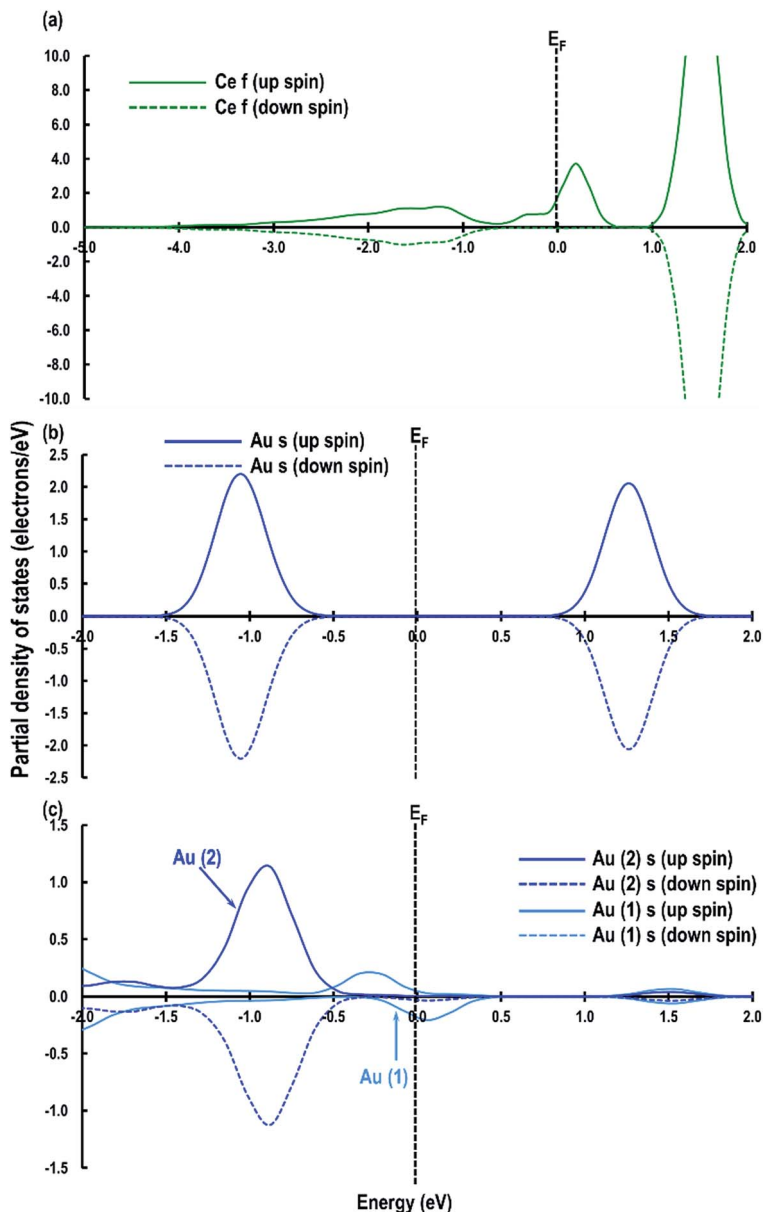 (a)
E_F
10.0
Ce f (up spin)
8.0
Ce f (down spin)
6.0
4.0
2.0
0.0
-5.0 -4.0 -3.0 -2.0 -1.0 0.0 1.0 2.0
-2.0
-4.0
-6.0
-8.0
-10.0
Partial density of states (electrons/eV)
(b)
E_F
Au s (up spin)
2.5
Au s (down spin)
2.0
1.5
1.0
0.5
0.0
-2.0 -1.5 -1.0 -0.5 0.0 0.5 1.0 1.5 2.0
-0.5
-1.0
-1.5
-2.0
-2.5
(c)
E_F
1.5
Au (2)
Au (2) s (up spin)
Au (2) s (down spin)
Au (1) s (up spin)
Au (1) s (down spin)
1.0
0.5
0.0
-2.0 -1.5 -1.0 -0.5 0.0 0.5 1.0 1.5 2.0
-0.5
Au (1)
-1.0
-1.5
Energy (eV)